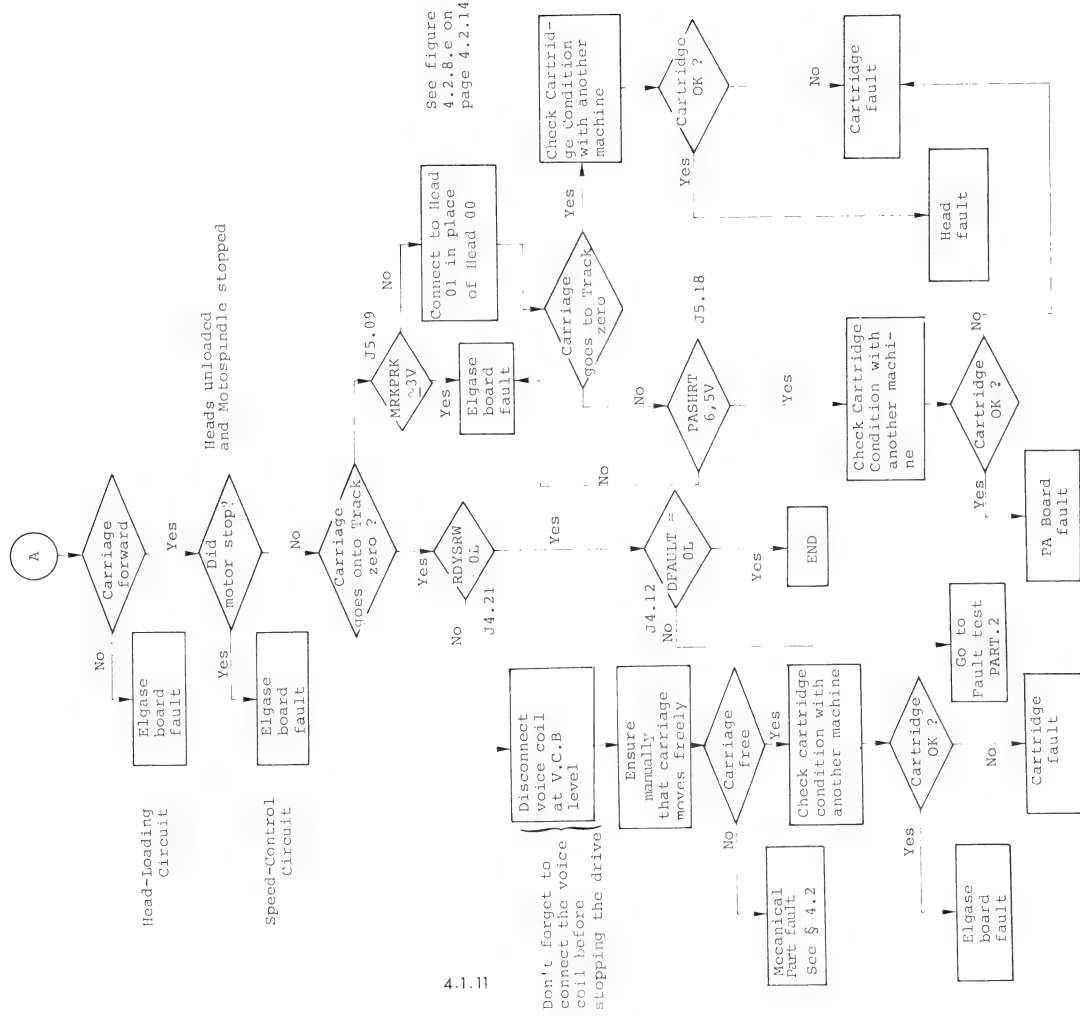 A
Carriage
forward
No
Yes
Elgase
board
fault
Head-Loading
Circuit
Did
motor stop?
Yes
No
Heads unloaded
and Motospindle stopped
Elgase
board
fault
Speed-Control
Circuit
Carriage
goes onto Track
zero ?
Yes
MRKPRK
~3V
J5.09
No
Yes
Connect to Head
01 in place
of Head 00
Elgase
board
fault
See figure
4.2.8.e on
page 4.2.14
RDYSRW
0L
No
J4.21
Yes
Carriage
goes to Track
zero
Yes
No
Check Cartrid-
ge Condition
with another
machine
Cartridge
OK ?
Yes
No
Cartridge
fault
Head
fault
PASHRT
6,5V
J5.18
No
Yes
Check Cartridge
Condition with
another machi-
ne
Cartridge
OK ?
Yes
No
PA Board
fault
J4.12
DFAULT =
0L
No
Yes
END
Go to
Fault test
PART.2
Disconnect
voice coil
at V.C.B
level
Don't forget to
connect the voice
coil before
stopping the drive
Ensure
manually
that carriage
moves freely
Carriage
free
No
Yes
Mecanical
Part fault
See § 4.2
Check cartridge
condition with
another machine
Cartridge
OK ?
Yes
No
Elgase
board
fault
Cartridge
fault
4.1.11